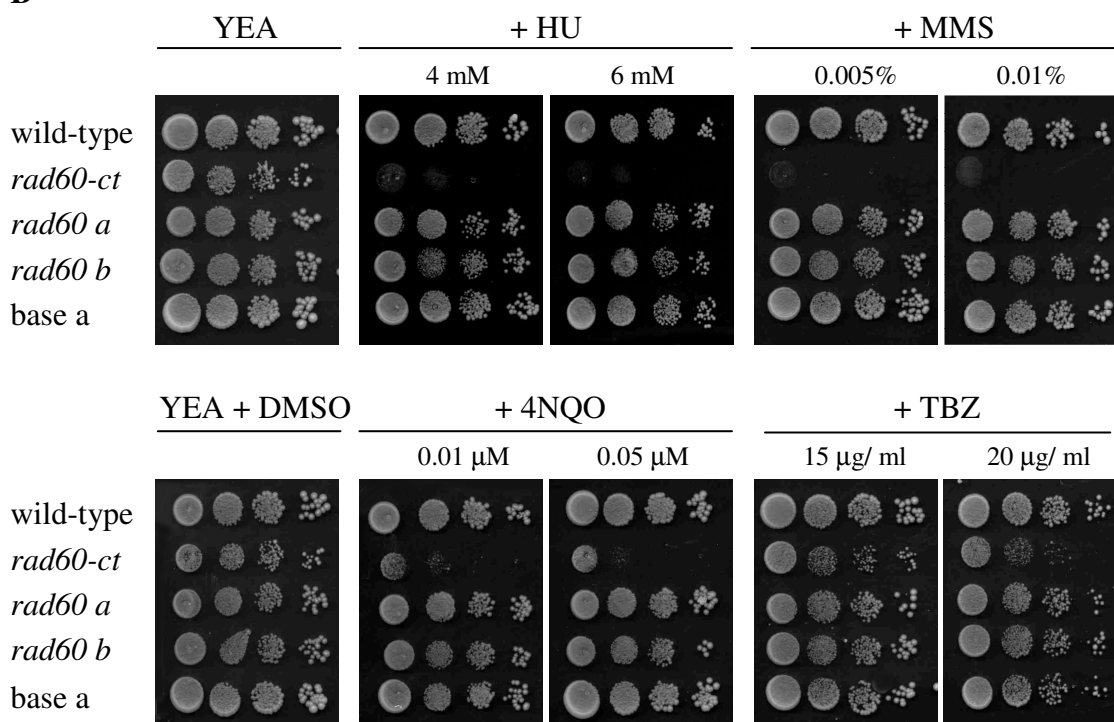 YEA + HU + MMS
4 mM 6 mM 0.005% 0.01%
wild-type
rad60-ct
rad60 a
rad60 b
base a
YEA + DMSO + 4NQO + TBZ
0.01 µM 0.05 µM 15 µg/ ml 20 µg/ ml
wild-type
rad60-ct
rad60 a
rad60 b
base a